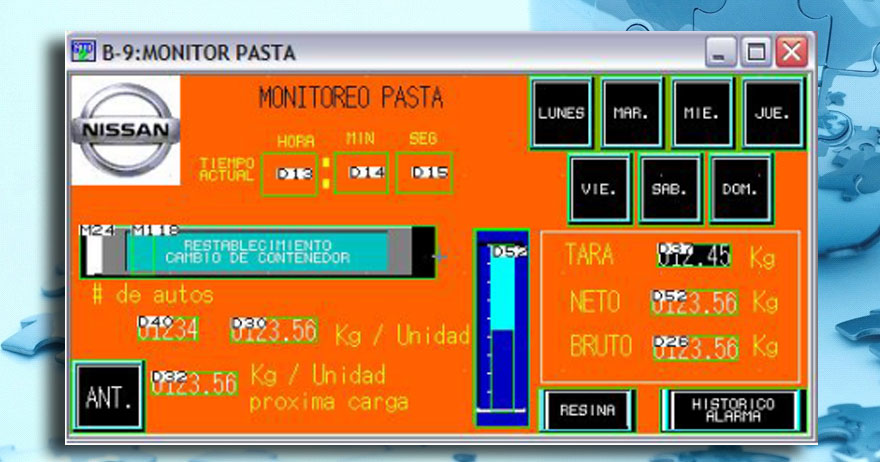 B-9:MONITOR PASTA
NISSAN
MONITOREO PASTA
HORA MIN SEG
TIEMPO
ACTUAL
D13 : D14 D15
LUNES MAR. MIE. JUE.
VIE. SAB. DOM.
M24 M118
RESTABLECIMIENTO
CAMBIO DE CONTENEDOR
D52
TARA D37 12.45 Kg
NETO D52 123.56 Kg
BRUTO D26 123.56 Kg
# de autos
D40 01234 D30 0123.56 Kg / Unidad
ANT.
D32 0123.56 Kg / Unidad
proxima carga
RESINA
HISTORICO
ALARMA